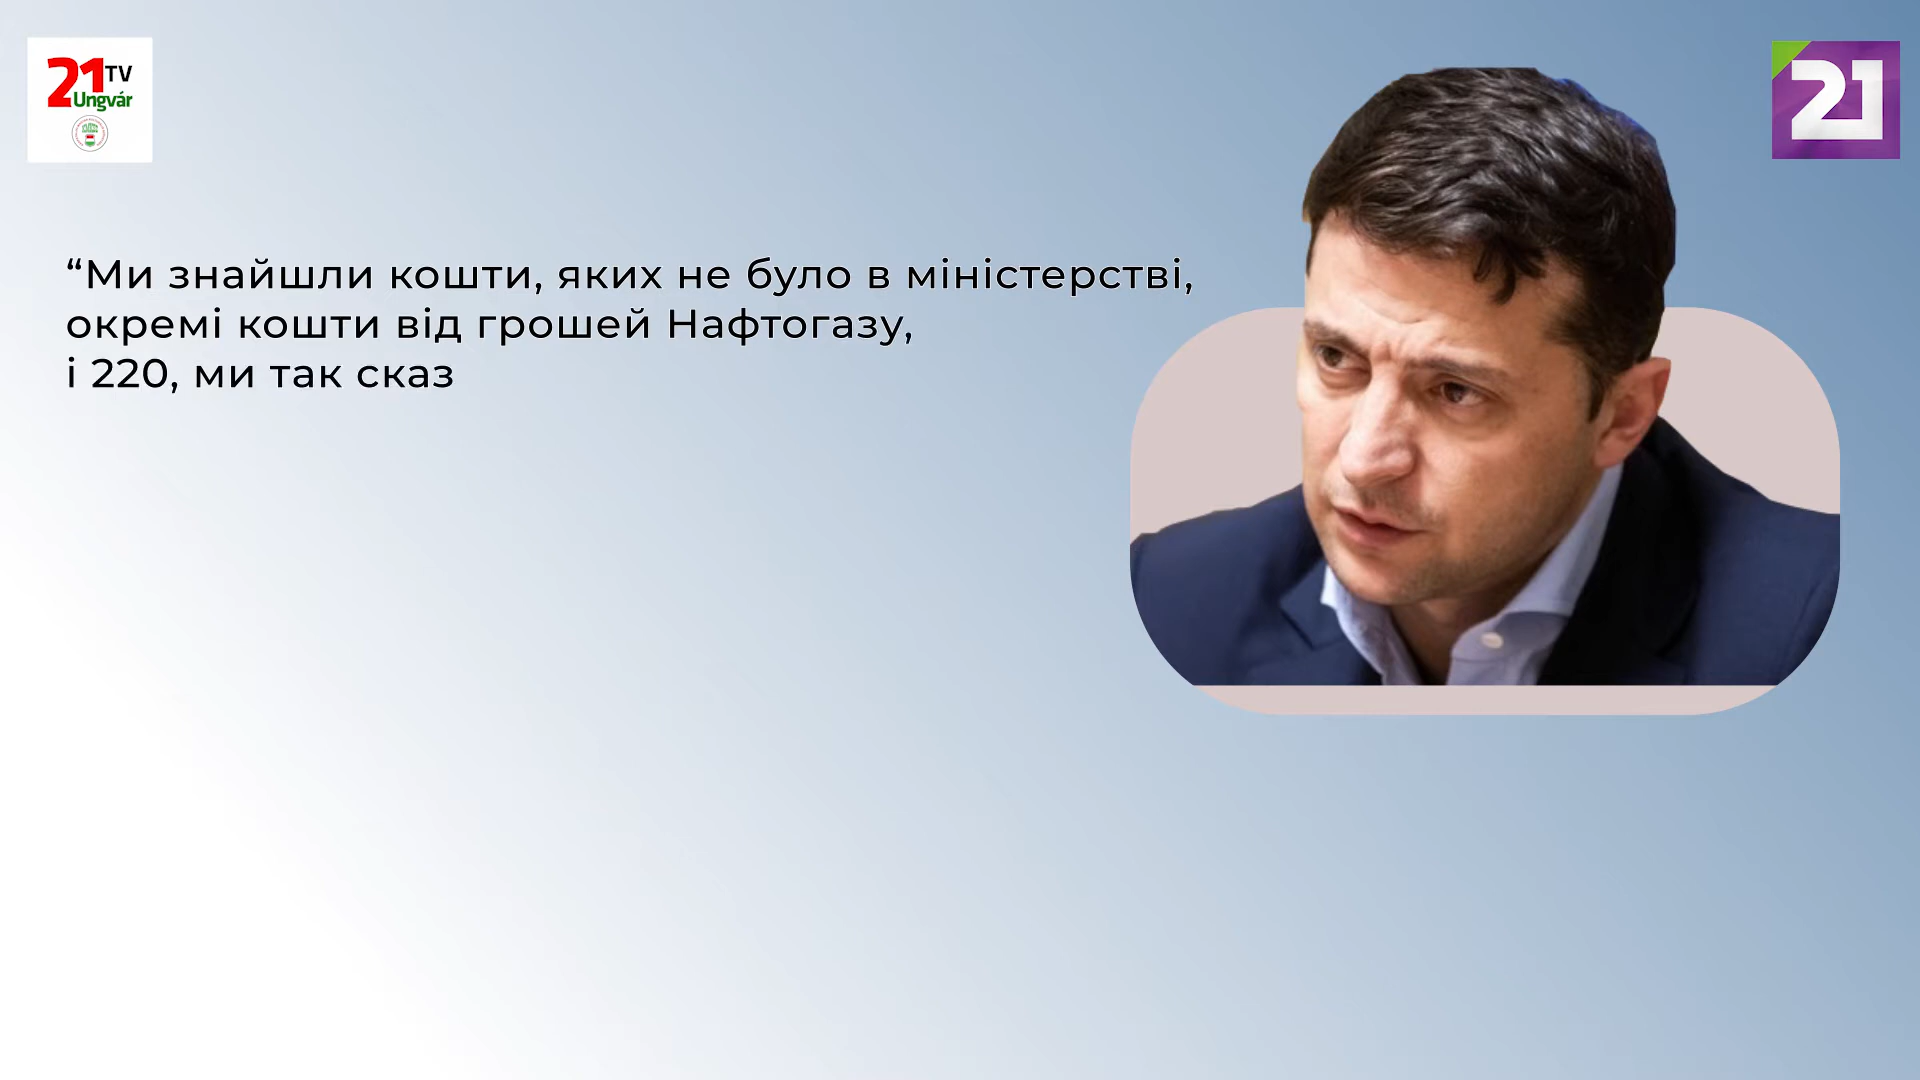 21TV
Ungvár
21
“Ми знайшли кошти, яких не було в міністерстві,
окремі кошти від грошей Нафтогазу,
і 220, ми так сказ